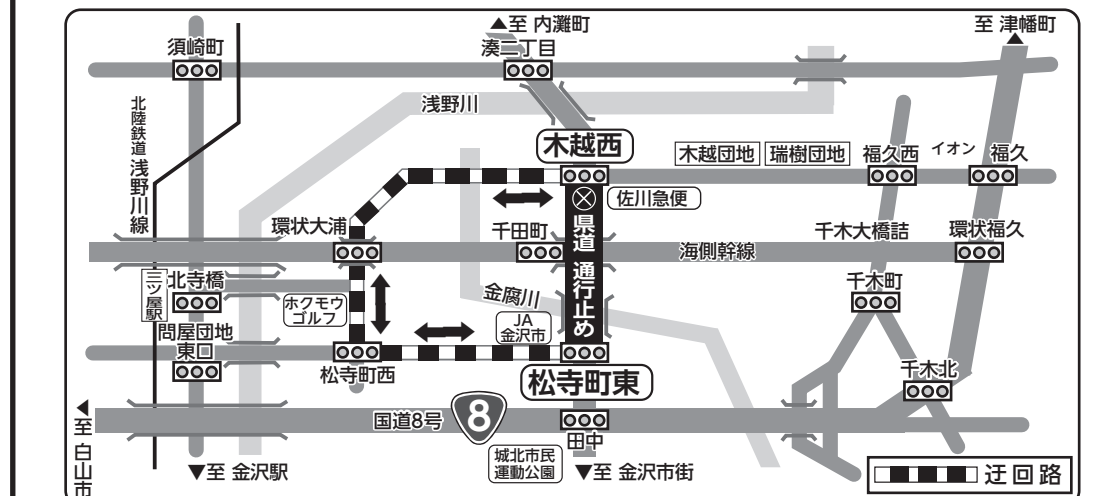 ▲至 内灘町
至 津幡町
▲
須崎町
湊二丁目
北陸鉄道 浅野川線
浅野川
木越西
木越団地
瑞樹団地
福久西
イオン
福久
佐川急便
環状大浦
千田町
県道 通行止め
海側幹線
千木大橋詰
環状福久
三ツ屋駅
北寺橋
ホクモウ
ゴルフ
金腐川
JA
金沢市
千木町
問屋団地
東口
松寺町西
松寺町東
千木北
◀至 白山市
国道8号
8
田中
城北市民
運動公園
▼至 金沢駅
▼至 金沢市街
迂回路